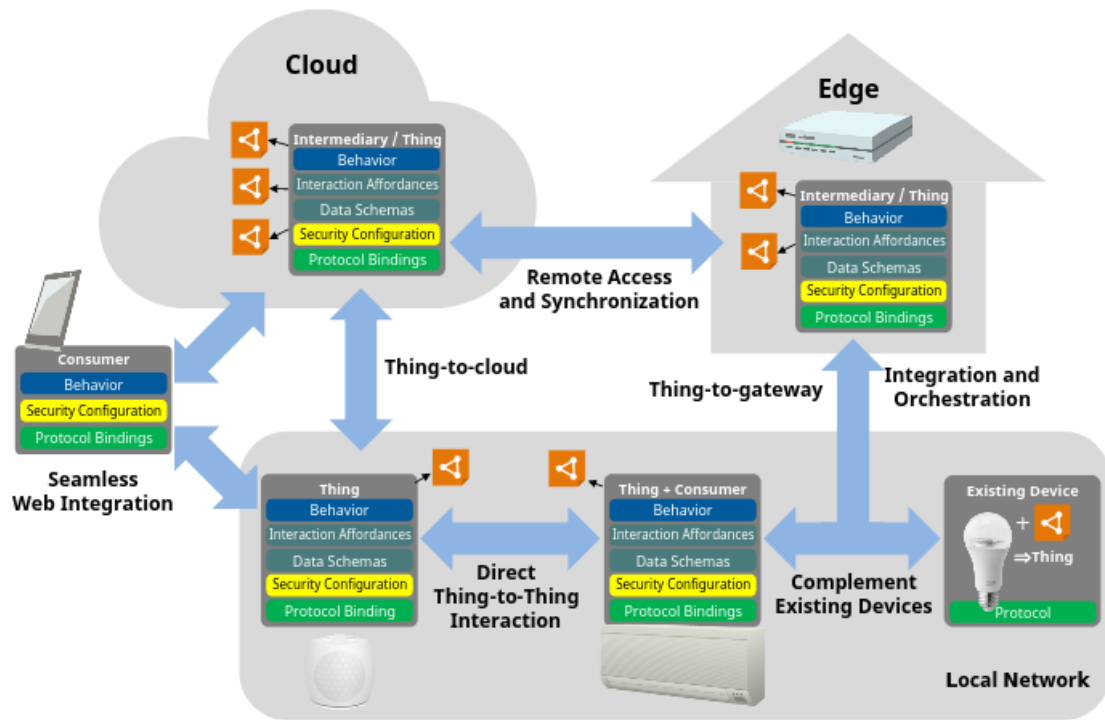 Cloud
Intermediary / Thing
Behavior
Interaction Affordances
Data Schemas
Security Configuration
Protocol Bindings
Edge
Intermediary / Thing
Behavior
Interaction Affordances
Data Schemas
Security Configuration
Protocol Bindings
Remote Access
and Synchronization
Consumer
Behavior
Security Configuration
Protocol Bindings
Seamless
Web Integration
Thing-to-cloud
Thing-to-gateway
Integration and
Orchestration
Thing
Behavior
Interaction Affordances
Data Schemas
Security Configuration
Protocol Binding
Direct
Thing-to-Thing
Interaction
Thing + Consumer
Behavior
Interaction Affordances
Data Schemas
Security Configuration
Protocol Bindings
Complement
Existing Devices
Existing Device
+
⇒Thing
Protocol
Local Network